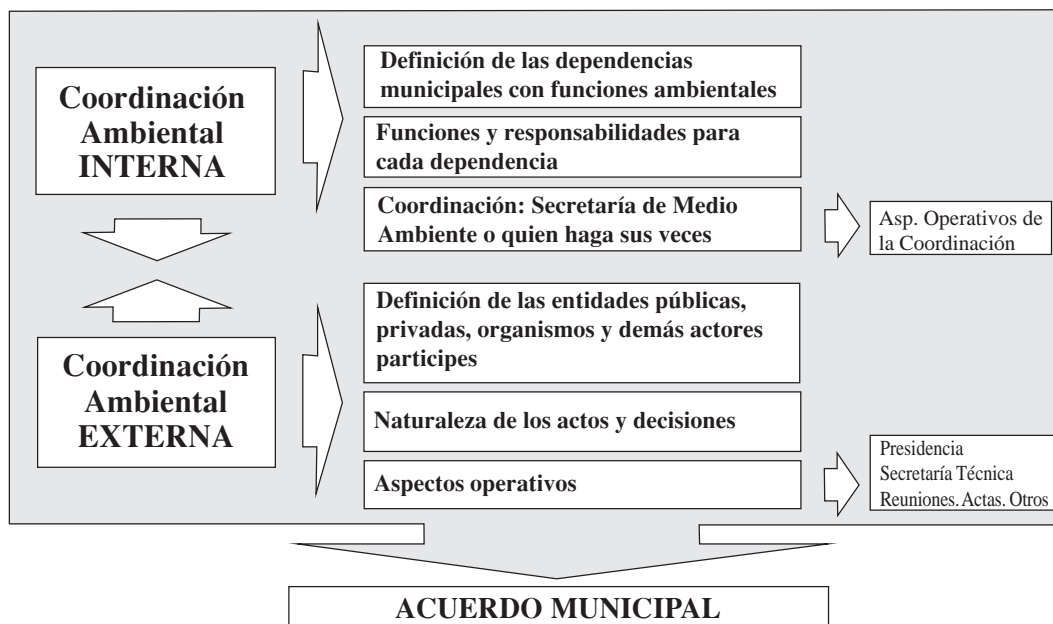 Coordinación
Ambiental
INTERNA
Definición de las dependencias
municipales con funciones ambientales
Funciones y responsabilidades para
cada dependencia
Coordinación: Secretaría de Medio
Ambiente o quien haga sus veces
Asp. Operativos de
la Coordinación
Coordinación
Ambiental
EXTERNA
Definición de las entidades públicas,
privadas, organismos y demás actores
participes
Naturaleza de los actos y decisiones
Aspectos operativos
Presidencia
Secretaría Técnica
Reuniones. Actas. Otros
ACUERDO MUNICIPAL